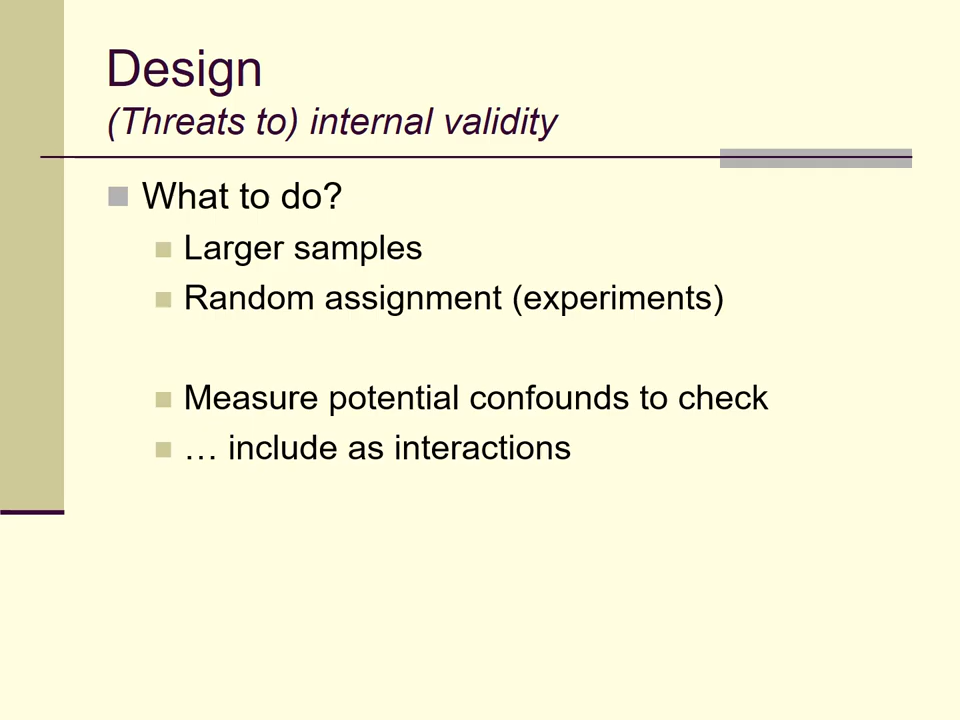 Design
(Threats to) internal validity
What to do?
Larger samples
Random assignment (experiments)
Measure potential confounds to check
… include as interactions